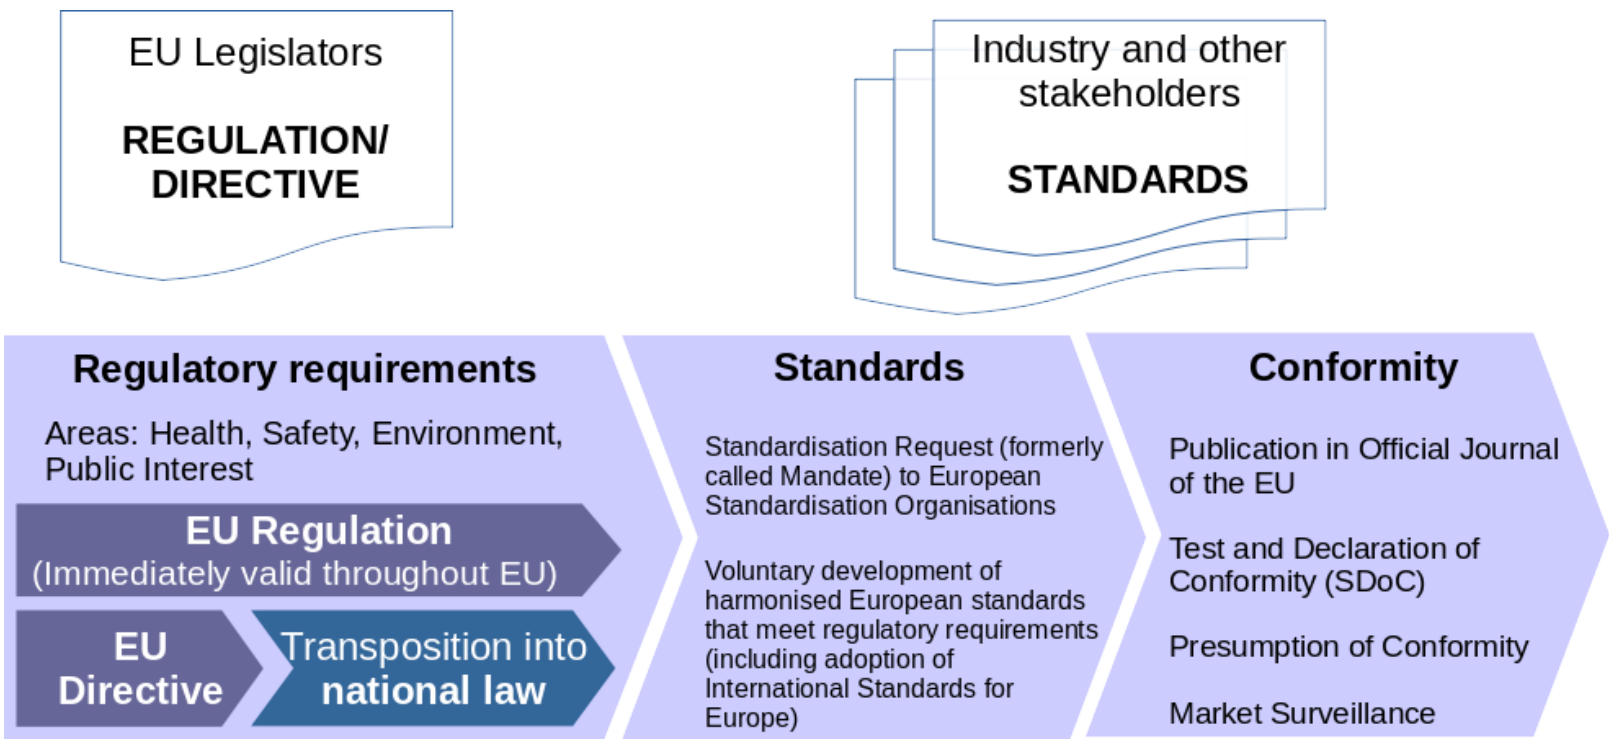 EU Legislators
REGULATION/
DIRECTIVE
Industry and other
stakeholders
STANDARDS
Regulatory requirements
Areas: Health, Safety, Environment,
Public Interest
EU Regulation
(Immediately valid throughout EU)
EU
Directive
Transposition into
national law
Standards
Standardisation Request (formerly
called Mandate) to European
Standardisation Organisations
Voluntary development of
harmonised European standards
that meet regulatory requirements
(including adoption of
International Standards for
Europe)
Conformity
Publication in Official Journal
of the EU
Test and Declaration of
Conformity (SDoC)
Presumption of Conformity
Market Surveillance